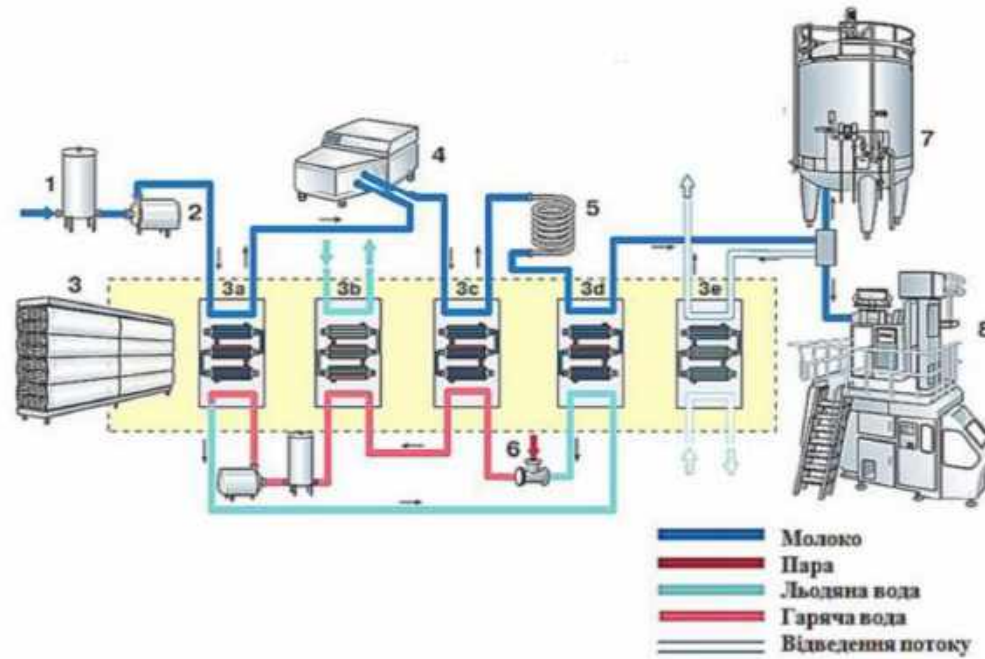 1
2
3
4
5
7
3a
3b
3c
3d
3e
8
6
Молоко
Пара
Льодяна вода
Гаряча вода
Відведення потоку